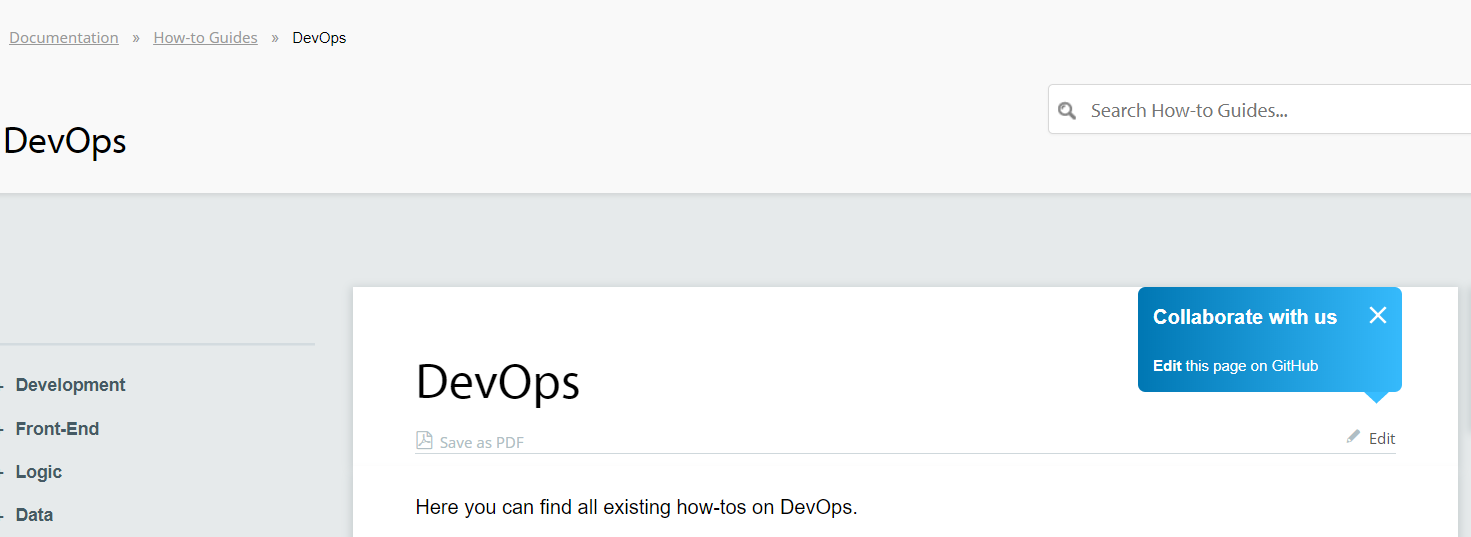 Documentation » How-to Guides » DevOps
Search How-to Guides...
DevOps
Development
Front-End
Logic
Data
Collaborate with us
Edit this page on GitHub
DevOps
Save as PDF
Edit
Here you can find all existing how-tos on DevOps.